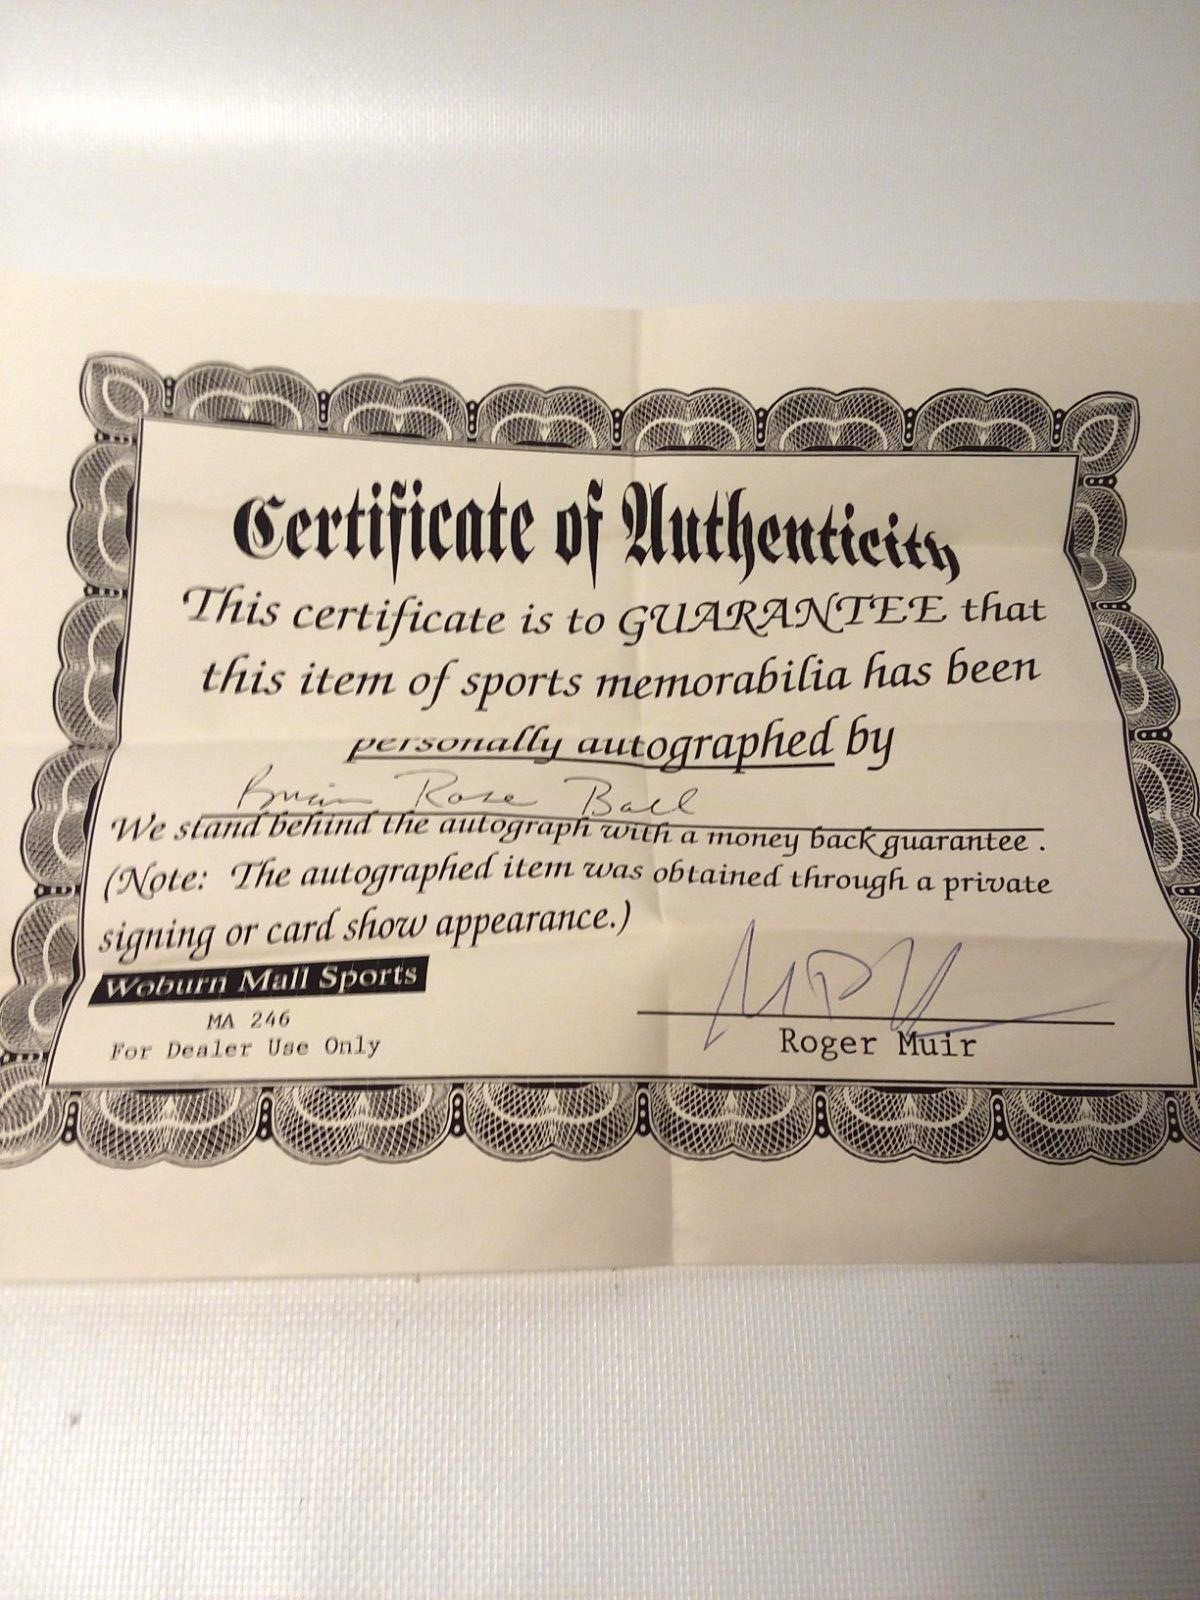 Certificate of Authenticity
This certificate is to GUARANTEE that
this item of sports memorabilia has been
personally autographed by
Brian Rose Ball
We stand behind the autograph with a money back guarantee.
(Note: The autographed item was obtained through a private
signing or card show appearance.)
Woburn Mall Sports
MA 246
For Dealer Use Only
Roger Muir